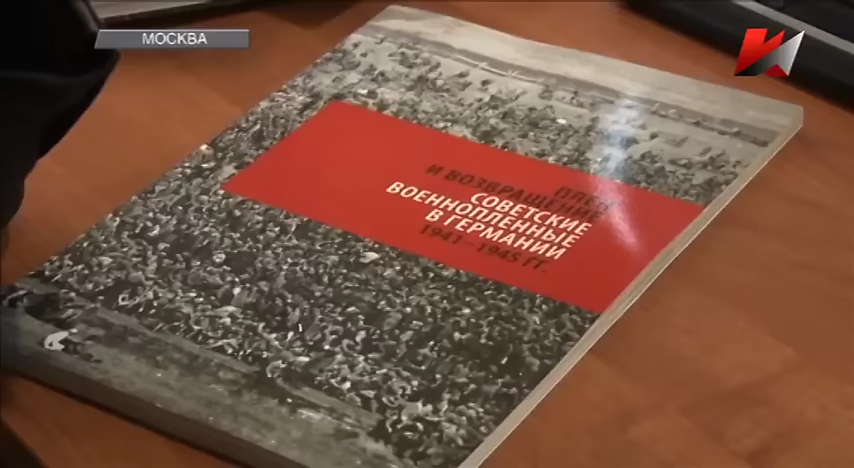 МОСКВА
ПЛЕН
И ВОЗВРАЩЕНИЕ
СОВЕТСКИЕ
ВОЕННОПЛЕННЫЕ
В ГЕРМАНИИ
1941–1945 ГГ.